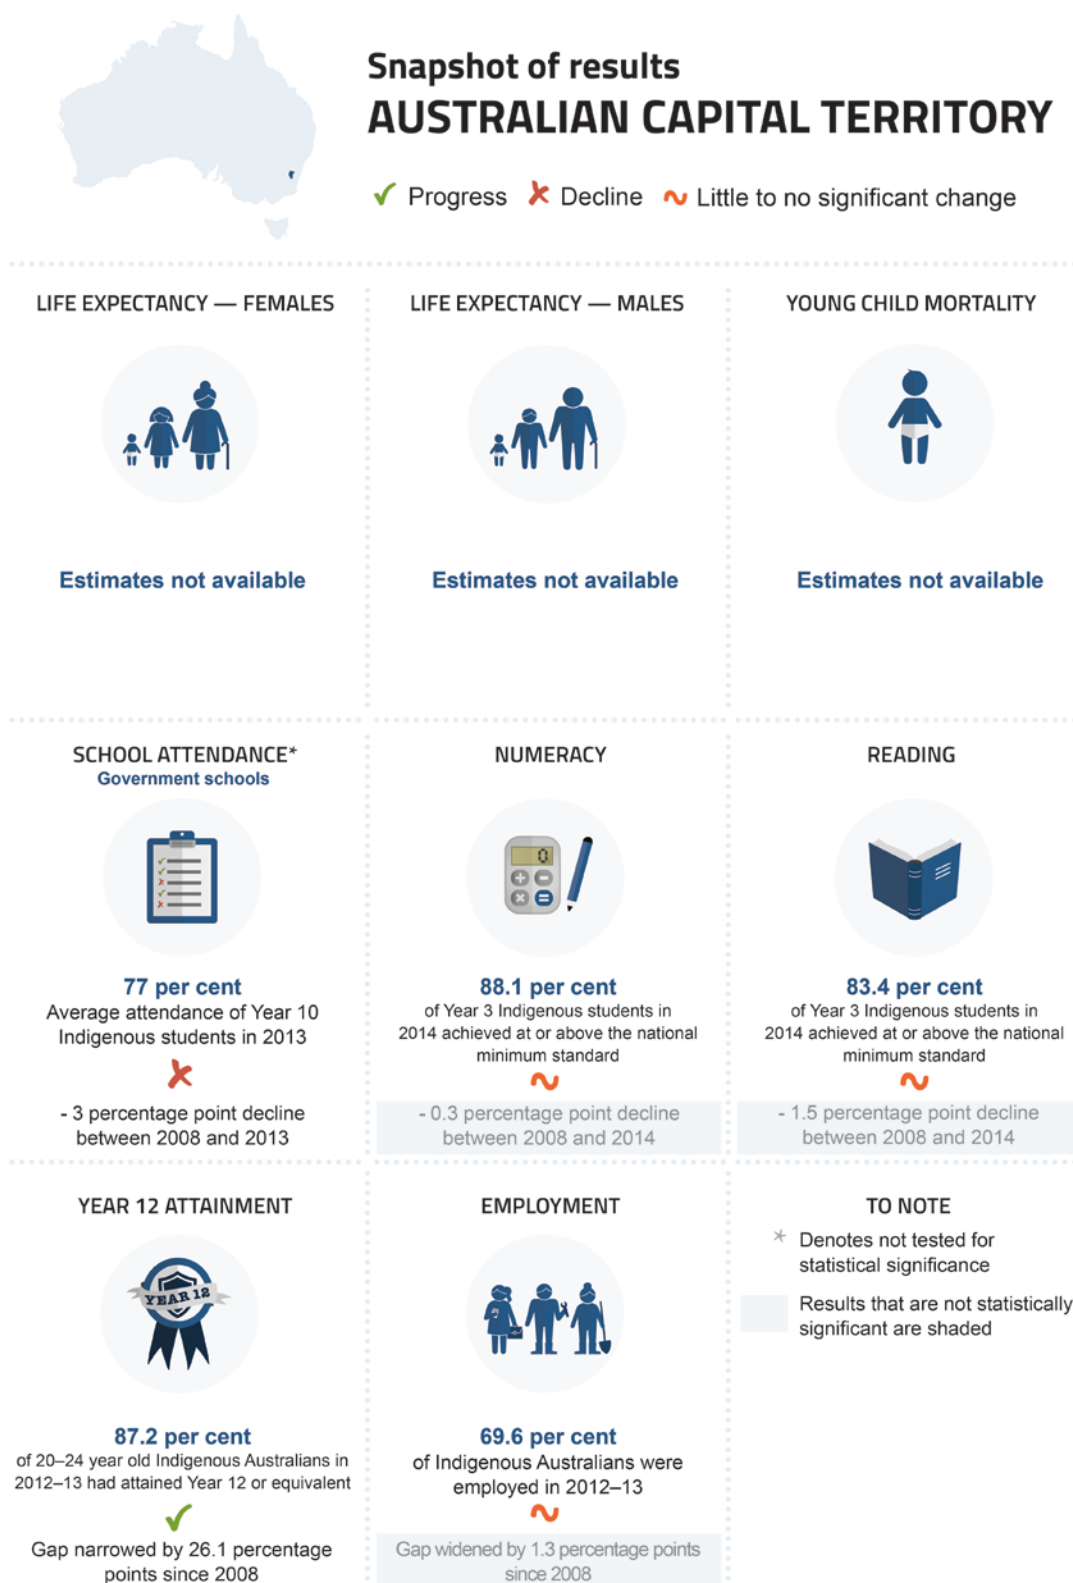 Snapshot of results
AUSTRALIAN CAPITAL TERRITORY
Progress Decline Little to no significant change
LIFE EXPECTANCY — FEMALES
Estimates not available
LIFE EXPECTANCY — MALES
Estimates not available
YOUNG CHILD MORTALITY
Estimates not available
SCHOOL ATTENDANCE*
Government schools
77 per cent
Average attendance of Year 10
Indigenous students in 2013
- 3 percentage point decline
between 2008 and 2013
NUMERACY
0
88.1 per cent
of Year 3 Indigenous students in
2014 achieved at or above the national
minimum standard
- 0.3 percentage point decline
between 2008 and 2014
READING
83.4 per cent
of Year 3 Indigenous students in
2014 achieved at or above the national
minimum standard
- 1.5 percentage point decline
between 2008 and 2014
YEAR 12 ATTAINMENT
YEAR 12
87.2 per cent
of 20–24 year old Indigenous Australians in
2012–13 had attained Year 12 or equivalent
Gap narrowed by 26.1 percentage
points since 2008
EMPLOYMENT
69.6 per cent
of Indigenous Australians were
employed in 2012–13
Gap widened by 1.3 percentage points
since 2008
TO NOTE
* Denotes not tested for
statistical significance
Results that are not statistically
significant are shaded